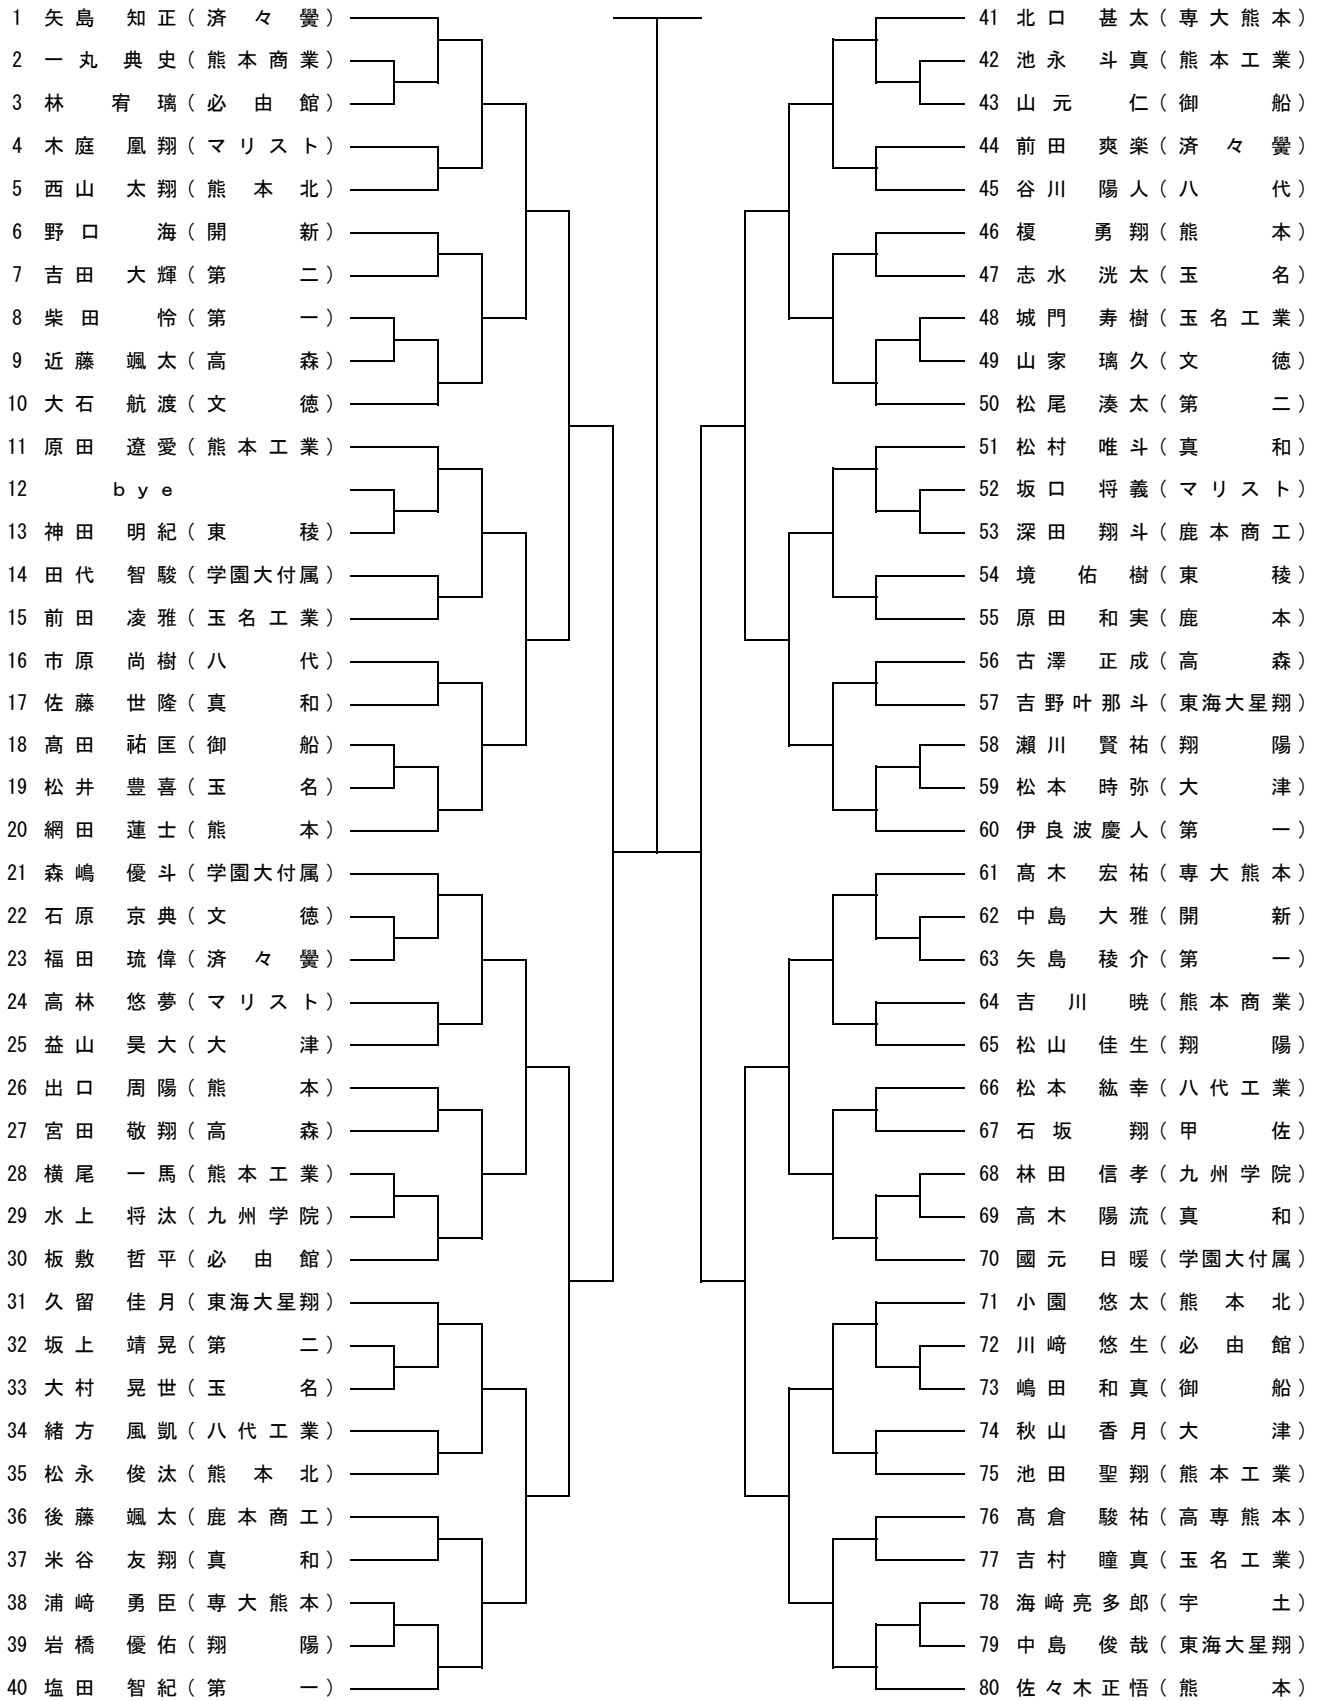 1 矢島 知正（済々黌）
2 一丸 典史（熊本商業）
3 林 宥璃（必由館）
4 木庭 凰翔（マリスト）
5 西山 太翔（熊本北）
6 野口 海（開新）
7 吉田 大輝（第二）
8 柴田 怜（第一）
9 近藤 颯太（高森）
10 大石 航渡（文徳）
11 原田 遼愛（熊本工業）
12 ｂｙｅ
13 神田 明紀（東稜）
14 田代 智駿（学園大付属）
15 前田 凌雅（玉名工業）
16 市原 尚樹（八代）
17 佐藤 世隆（真和）
18 髙田 祐匡（御船）
19 松井 豊喜（玉名）
20 網田 蓮士（熊本）
21 森嶋 優斗（学園大付属）
22 石原 京典（文徳）
23 福田 琉偉（済々黌）
24 高林 悠夢（マリスト）
25 益山 昊大（大津）
26 出口 周陽（熊本）
27 宮田 敬翔（高森）
28 横尾 一馬（熊本工業）
29 水上 将汰（九州学院）
30 板敷 哲平（必由館）
31 久留 佳月（東海大星翔）
32 坂上 靖晃（第二）
33 大村 晃世（玉名）
34 緒方 風凱（八代工業）
35 松永 俊汰（熊本北）
36 後藤 颯太（鹿本商工）
37 米谷 友翔（真和）
38 浦﨑 勇臣（専大熊本）
39 岩橋 優佑（翔陽）
40 塩田 智紀（第一）
41 北口 甚太（専大熊本）
42 池永 斗真（熊本工業）
43 山元 仁（御船）
44 前田 爽楽（済々黌）
45 谷川 陽人（八代）
46 榎 勇翔（熊本）
47 志水 洸太（玉名）
48 城門 寿樹（玉名工業）
49 山家 璃久（文徳）
50 松尾 湊太（第二）
51 松村 唯斗（真和）
52 坂口 将義（マリスト）
53 深田 翔斗（鹿本商工）
54 境 佑樹（東稜）
55 原田 和実（鹿本）
56 古澤 正成（高森）
57 吉野叶那斗（東海大星翔）
58 瀬川 賢祐（翔陽）
59 松本 時弥（大津）
60 伊良波慶人（第一）
61 髙木 宏祐（専大熊本）
62 中島 大雅（開新）
63 矢島 稜介（第一）
64 吉川 暁（熊本商業）
65 松山 佳生（翔陽）
66 松本 紘幸（八代工業）
67 石坂 翔（甲佐）
68 林田 信孝（九州学院）
69 高木 陽流（真和）
70 國元 日暖（学園大付属）
71 小園 悠太（熊本北）
72 川﨑 悠生（必由館）
73 嶋田 和真（御船）
74 秋山 香月（大津）
75 池田 聖翔（熊本工業）
76 髙倉 駿祐（高専熊本）
77 吉村 瞳真（玉名工業）
78 海﨑亮多郎（宇土）
79 中島 俊哉（東海大星翔）
80 佐々木正悟（熊本）